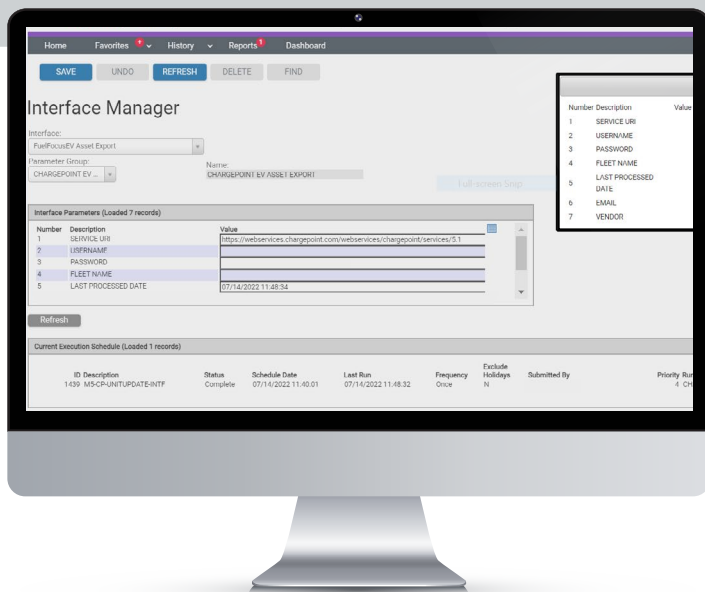 Home Favorites + History Reports 1 Dashboard
SAVE UNDO REFRESH DELETE FIND
Interface Manager
Interface:
FuelFocusEV Asset Export
Parameter Group:
Name:
CHARGEPOINT EV ...
CHARGEPOINT EV ASSET EXPORT
Full-screen Snip
Interface Parameters (Loaded 7 records)
Number Description Value
1 SERVICE URI https://webservices.chargepoint.com/webservices/chargepoint/services/5.1
2 USERNAME
3 PASSWORD
4 FLEET NAME
5 LAST PROCESSED DATE 07/14/2022 11:48:34
Number Description Value
1 SERVICE URI
2 USERNAME
3 PASSWORD
4 FLEET NAME
5 LAST PROCESSED
DATE
6 EMAIL
7 VENDOR
Refresh
Current Execution Schedule (Loaded 1 records)
ID Description Status Schedule Date Last Run Frequency Exclude Holidays Submitted By Priority Run
1439 M5-CP-UNITUPDATE-INTF Complete 07/14/2022 11:40:01 07/14/2022 11:48:32 Once N 4 CH